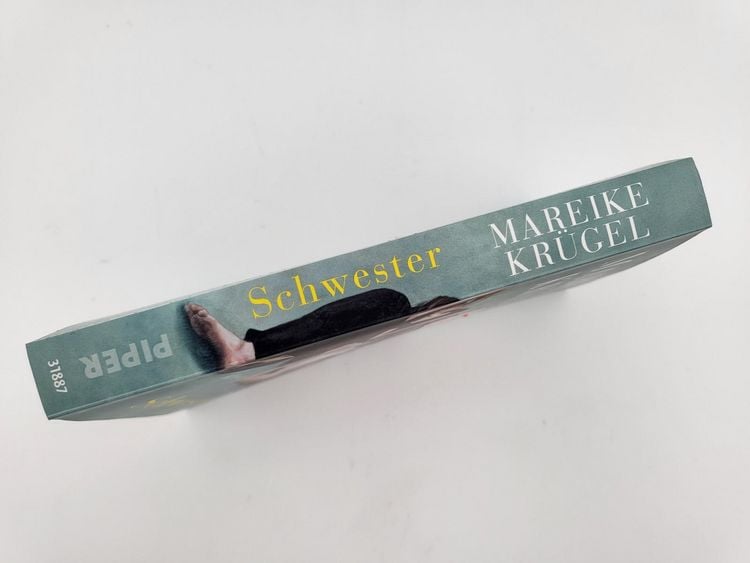 Schwester
MAREIKE
KRÜGEL
PIPER
31887